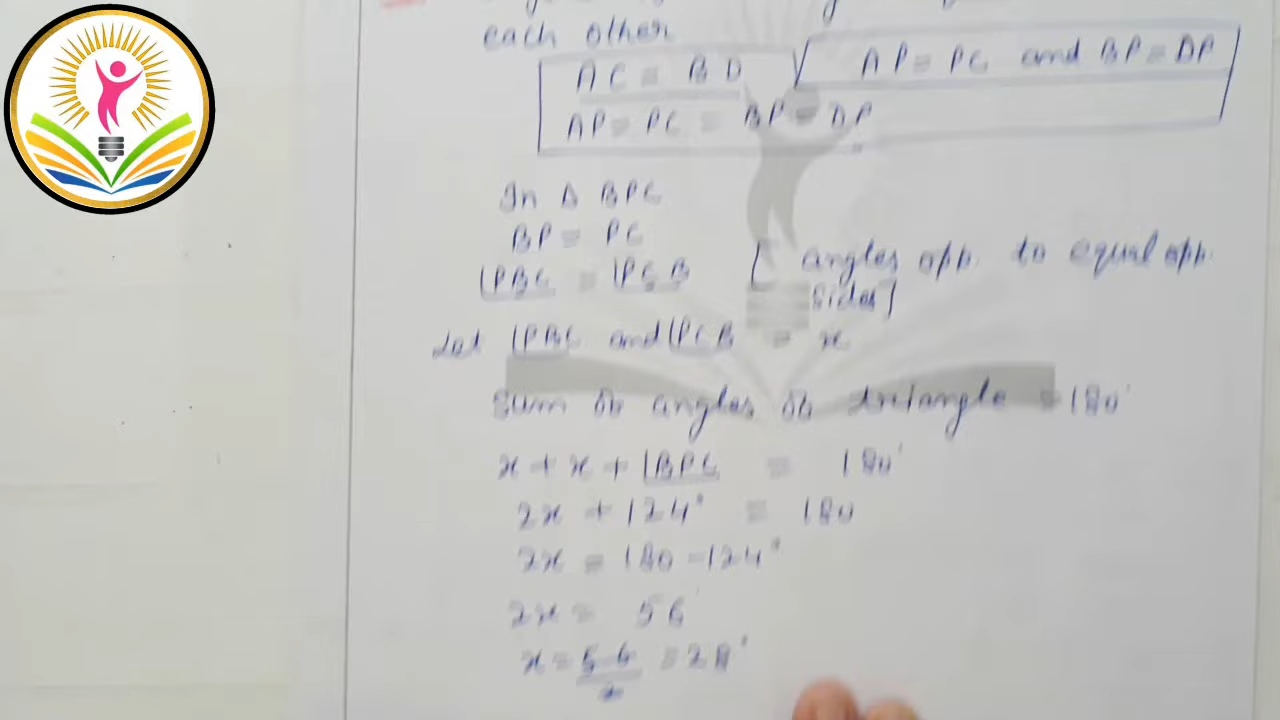 each other
AC = BD AP = PC and BP = DP
AP = PC = BP = DP
In Δ BPC
BP = PC
∠PBC = ∠PCB [ angles opp. to equal opp.
sides]
Let ∠PBC and ∠PCB = x
Sum of angles of triangle = 180°
x + x + ∠BPC = 180°
2x + 124° = 180
2x = 180 - 124°
2x = 56
x = 56/2 = 28°